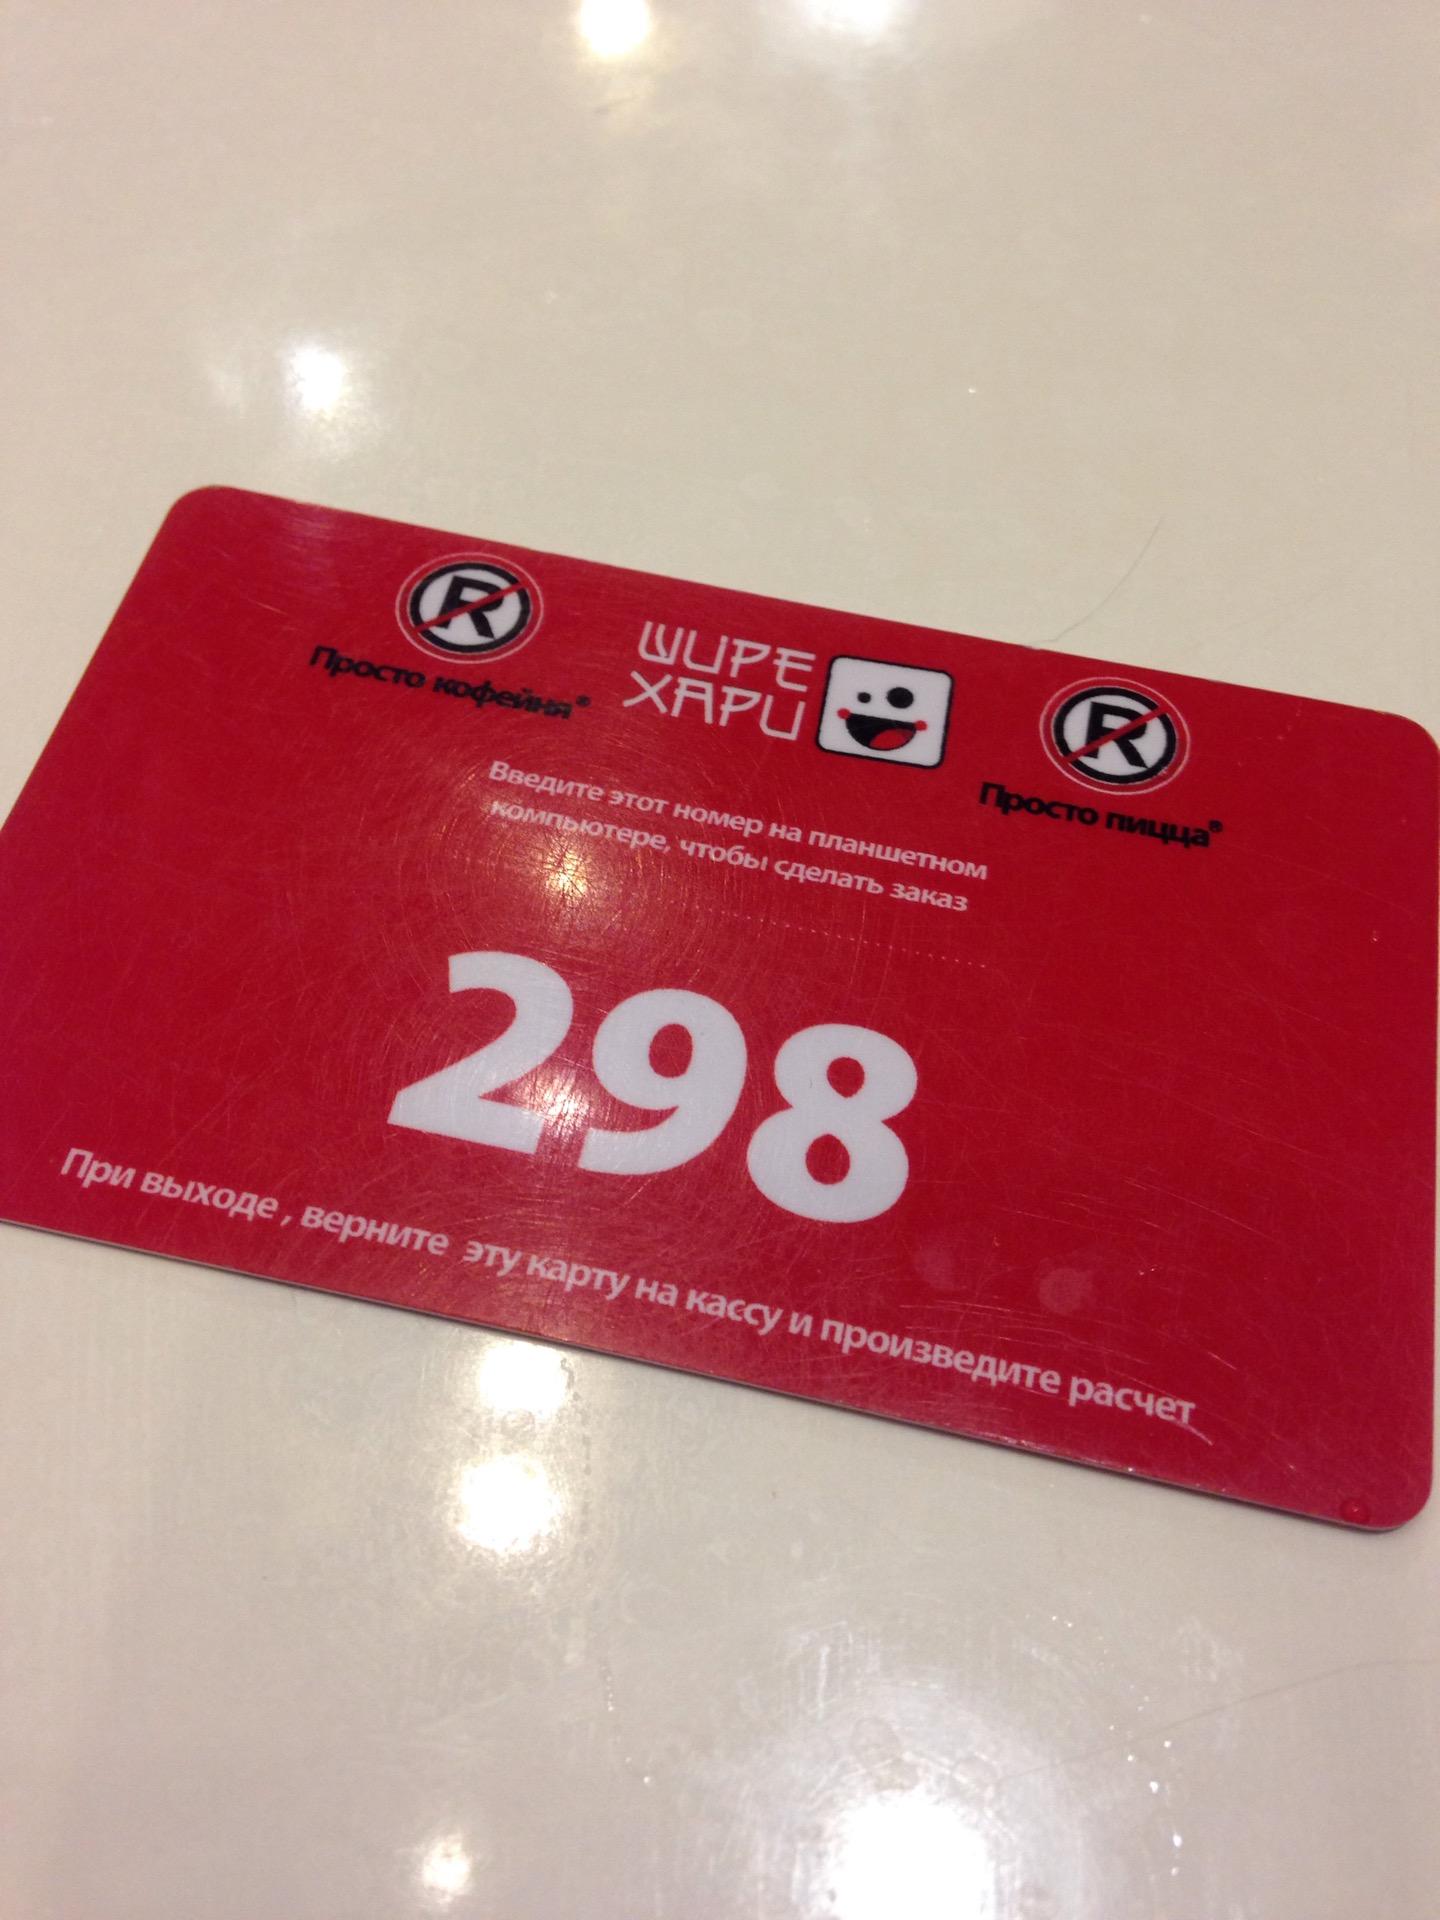 R
Просто кофейня®
ШИРЕ
ХАРИ
R
Просто пицца®
Введите этот номер на планшетном
компьютере, чтобы сделать заказ
298
При выходе , верните эту карту на кассу и произведите расчет